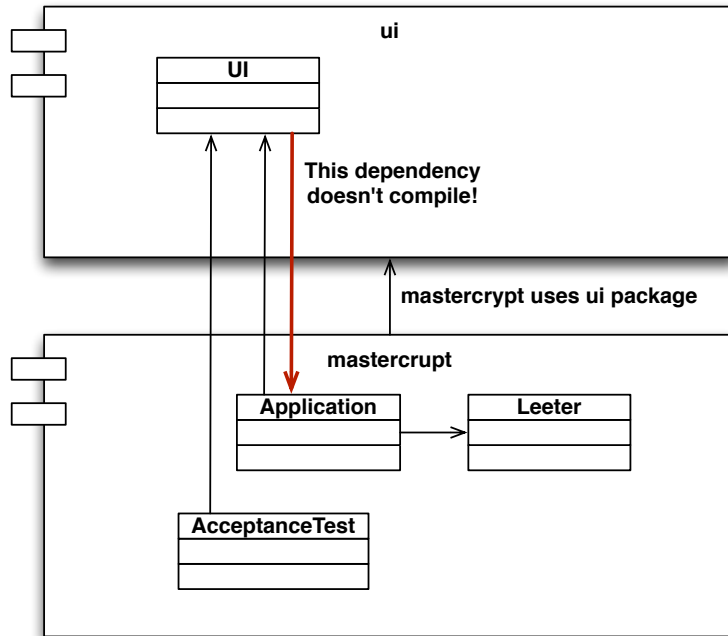 ui
UI
This dependency
doesn't compile!
mastercrypt uses ui package
mastercrupt
Application
Leeter
AcceptanceTest